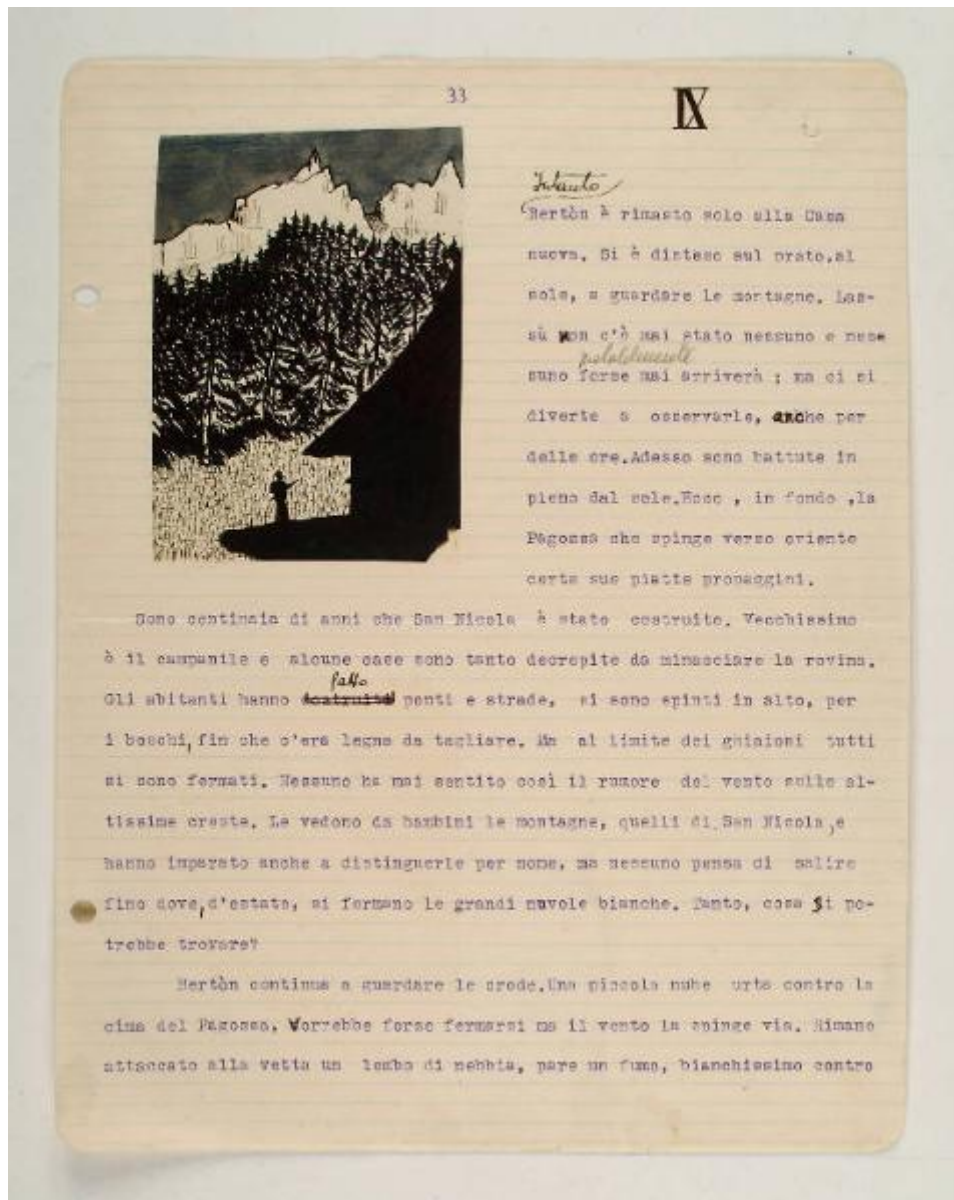 33
IX
Intanto
Bertòn è rimasto solo alla Casa
nuova. Si è disteso sul prato,al
sole, a guardare le montagne. Las-
sù non c'è mai stato nessuno e nes-
suno forse mai arriverà ; ma ci si
diverte a osservarle, anche per
delle ore.Adesso sono battute in
pieno dal sole.Ecco , in fondo ,la
Pagossa che spinge verso oriente
certe sue piatte propaggini.
Sono centinaia di anni che San Nicola è stato costruito. Vecchissimo
è il campanile e alcune case sono tanto decrepite da minacciare la rovina.
fatto
Gli abitanti hanno costruito ponti e strade, si sono spinti in alto, per
i boschi, fin che c'era legna da tagliare. Ma al limite dei ghiaioni tutti
si sono fermati. Nessuno ha mai sentito così il rumore del vento sulle al-
tissime creste. Le vedono da bambini le montagne, quelli di San Nicola, e
hanno imparato anche a distinguerle per nome, ma nessuno pensa di salire
fino dove, d'estate, si fermano le grandi nuvole bianche. Tanto, cosa si po-
trebbe trovare?
Bertòn continua a guardare le crode.Una piccola nube urta contro la
cima del Pagossa. Vorrebbe forse fermarsi ma il vento la spinge via. Rimane
attaccato alla vetta un lembo di nebbia, pare un fumo, bianchissimo contro